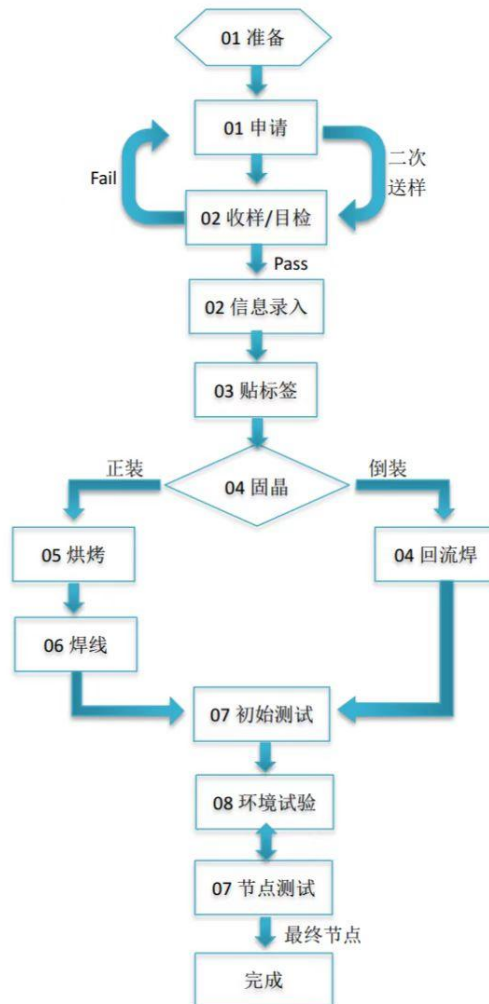 01 准备
01 申请
二次
送样
Fail
02 收样/目检
Pass
02 信息录入
03 贴标签
正装
04 固晶
倒装
05 烘烤
04 回流焊
06 焊线
07 初始测试
08 环境试验
07 节点测试
最终节点
完成